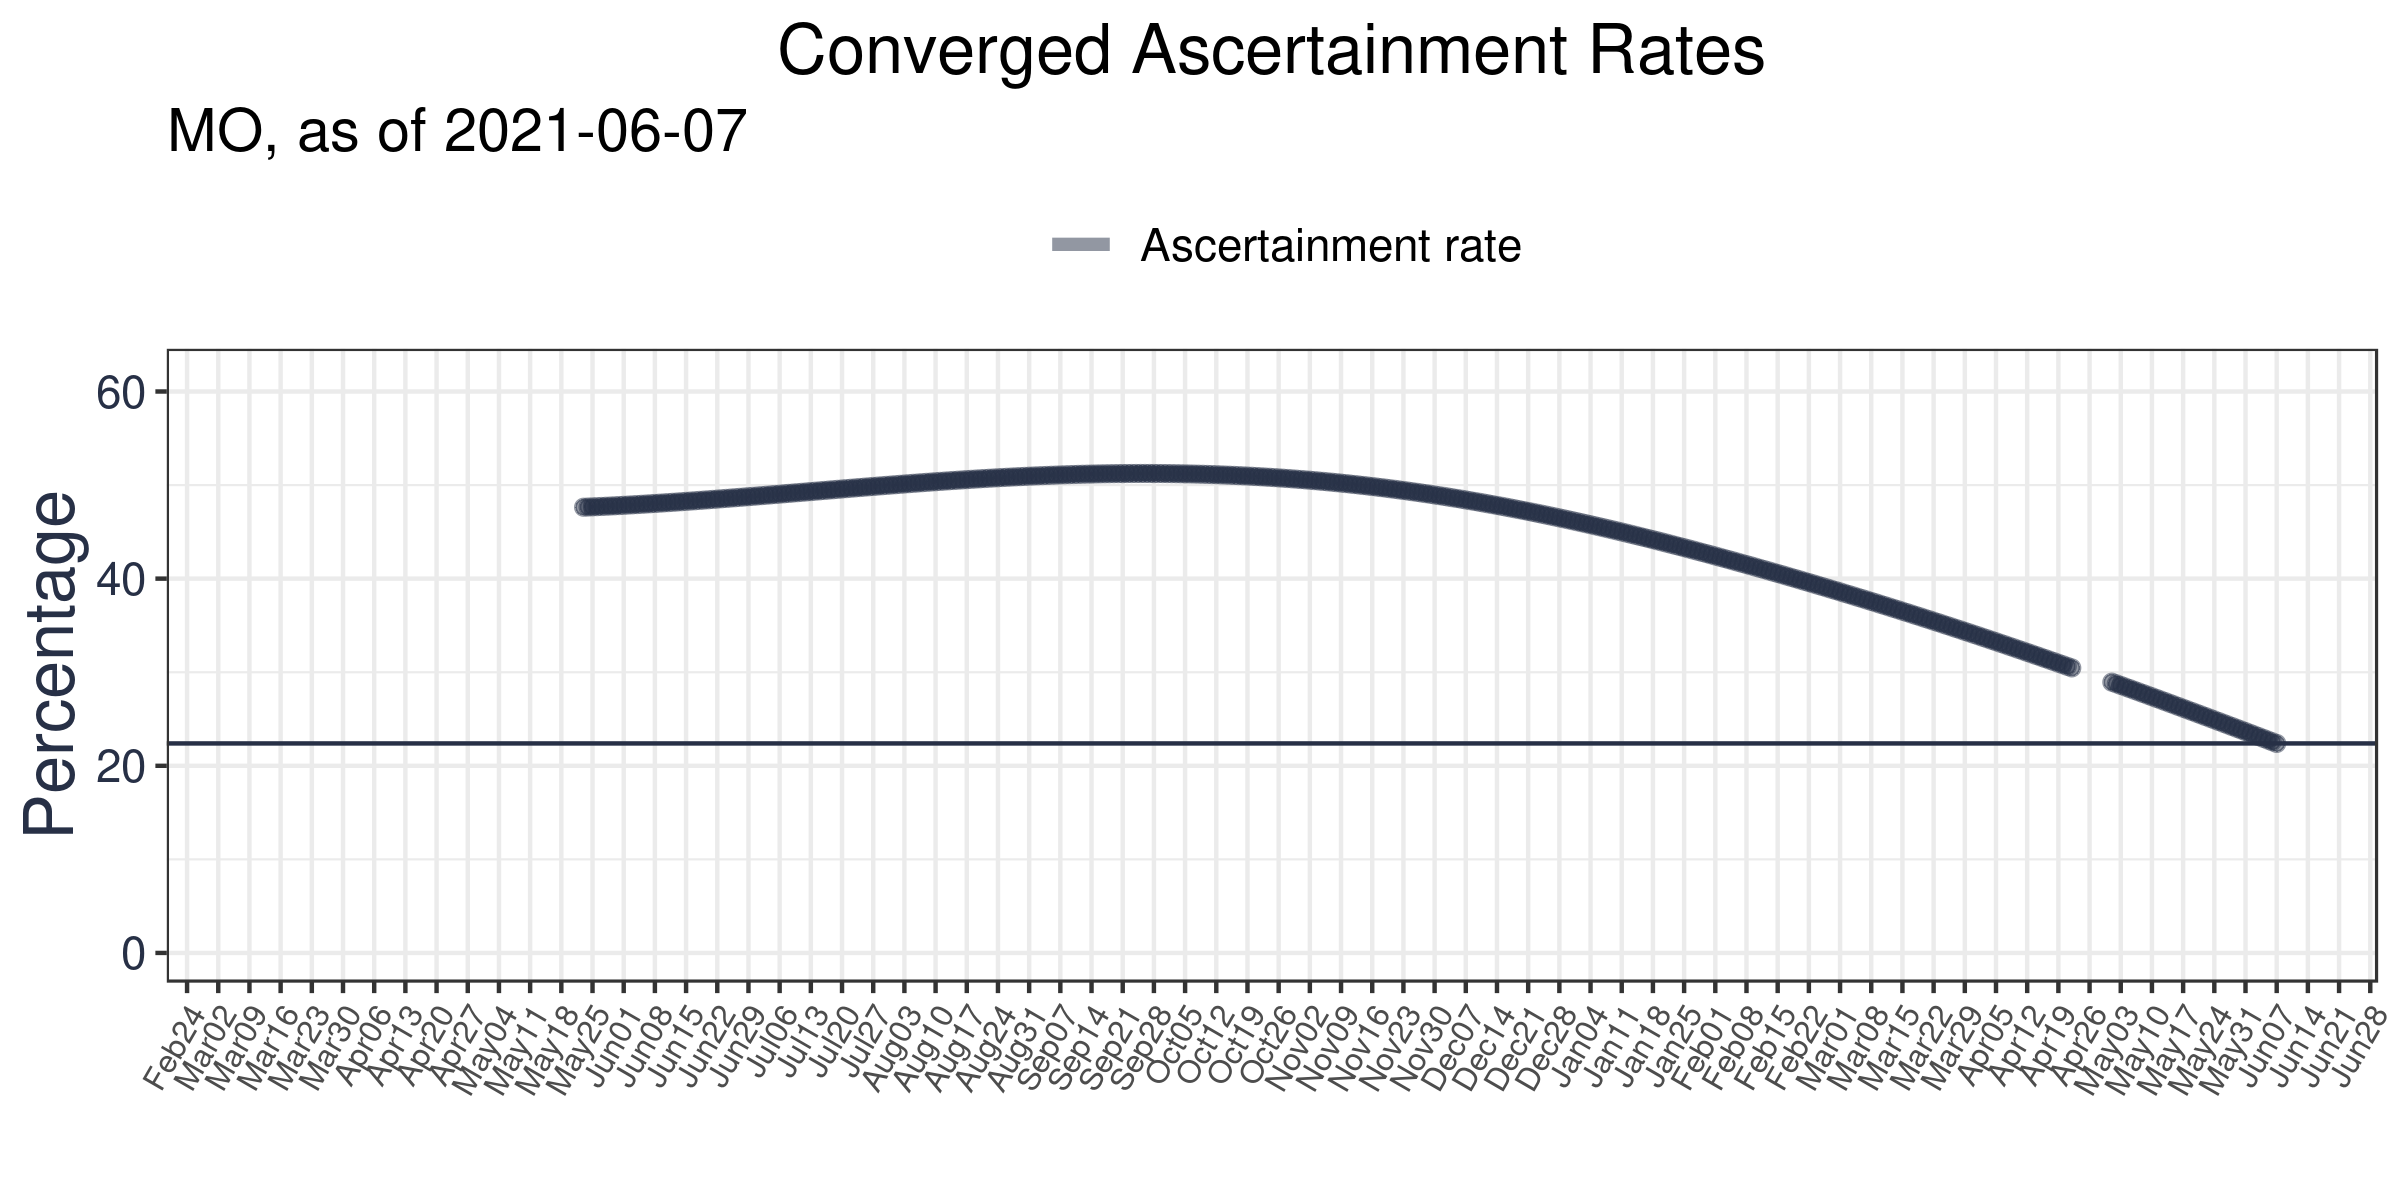 Converged Ascertainment Rates
MO, as of 2021-06-07
Ascertainment rate
Percentage
60
40
20
0
Feb24 Mar02 Mar09 Mar16 Mar23 Mar30 Apr06 Apr13 Apr20 Apr27 May04 May11 May18 May25 Jun01 Jun08 Jun15 Jun22 Jun29 Jul06 Jul13 Jul20 Jul27 Aug03 Aug10 Aug17 Aug24 Aug31 Sep07 Sep14 Sep21 Sep28 Oct05 Oct12 Oct19 Oct26 Nov02 Nov09 Nov16 Nov23 Nov30 Dec07 Dec14 Dec21 Dec28 Jan04 Jan11 Jan18 Jan25 Feb01 Feb08 Feb15 Feb22 Mar01 Mar08 Mar15 Mar22 Mar29 Apr05 Apr12 Apr19 Apr26 May03 May10 May17 May24 May31 Jun07 Jun14 Jun21 Jun28